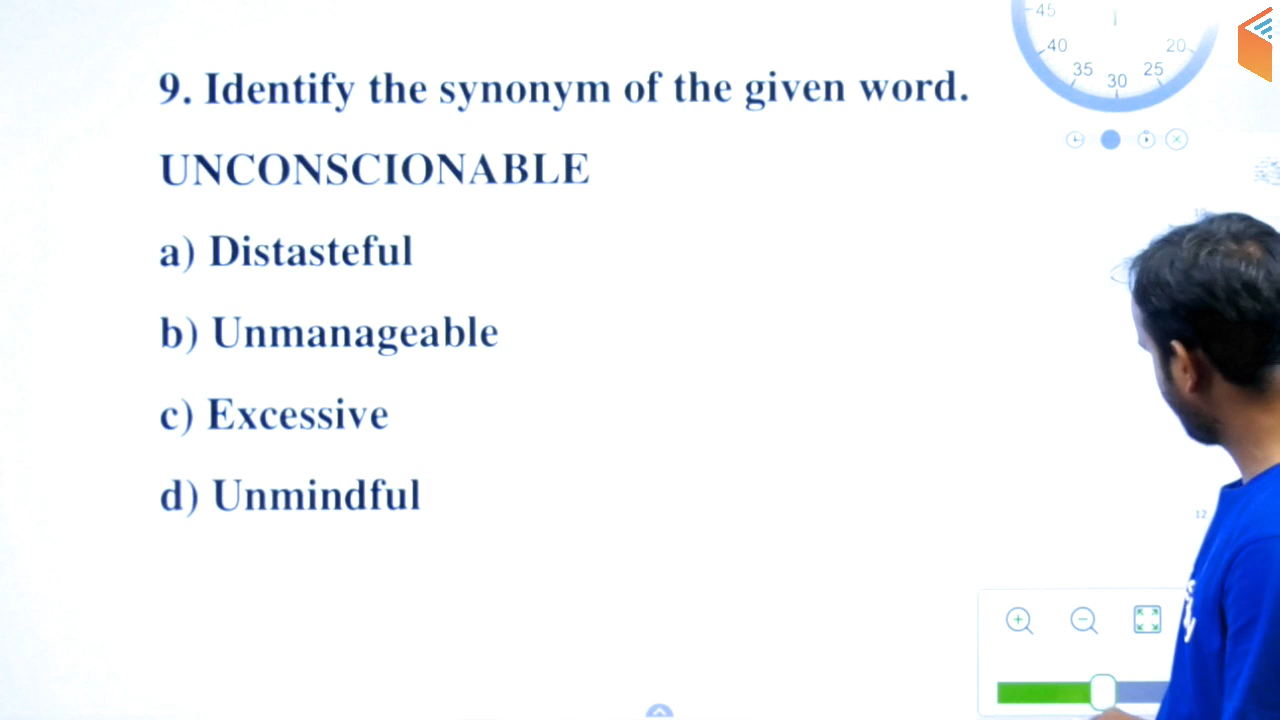 45
40
20
35
25
30
9. Identify the synonym of the given word.
UNCONSCIONABLE
a) Distasteful
b) Unmanageable
c) Excessive
d) Unmindful
12